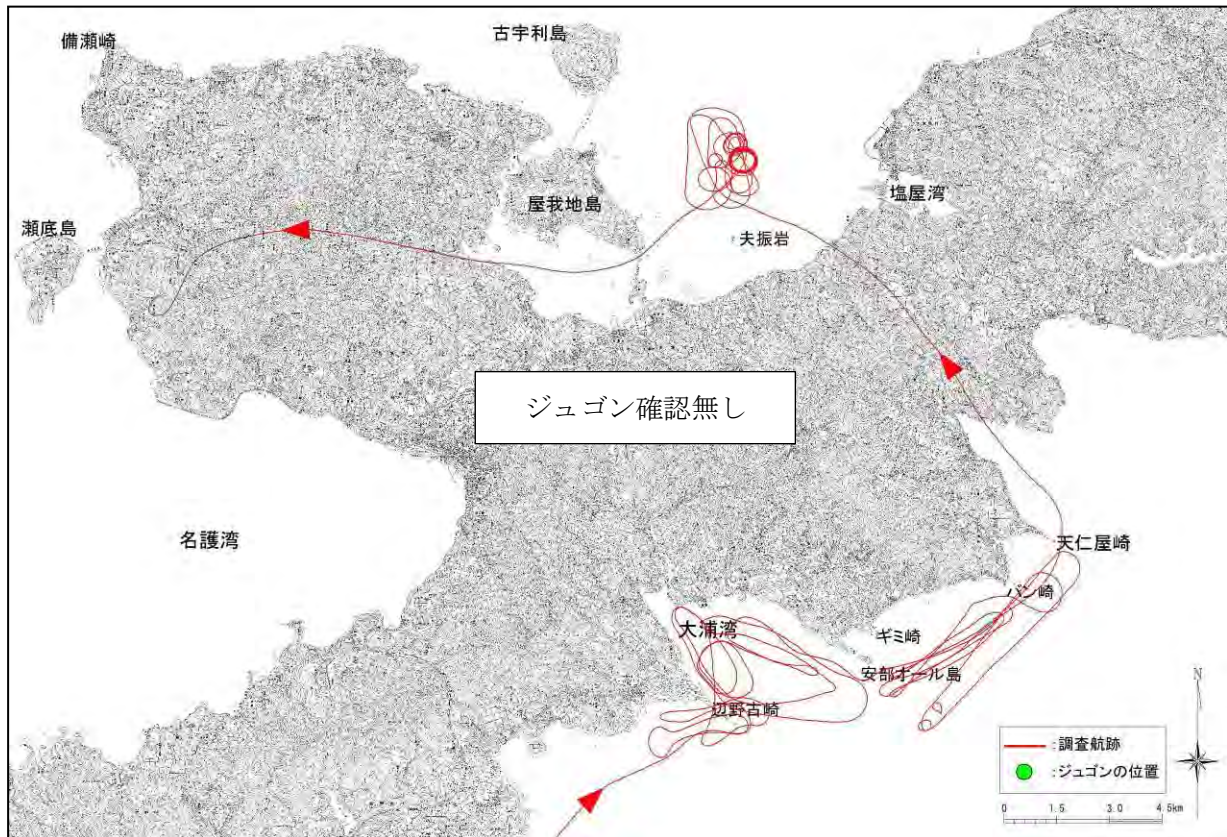 備瀬崎
古宇利島
瀬底島
屋我地島
塩屋湾
夫振岩
ジュゴン確認無し
名護湾
天仁屋崎
バン崎
ギミ崎
大浦湾
安部オール島
辺野古崎
N
:調査航跡
:ジュゴンの位置
0 1.5 3.0 4.5km